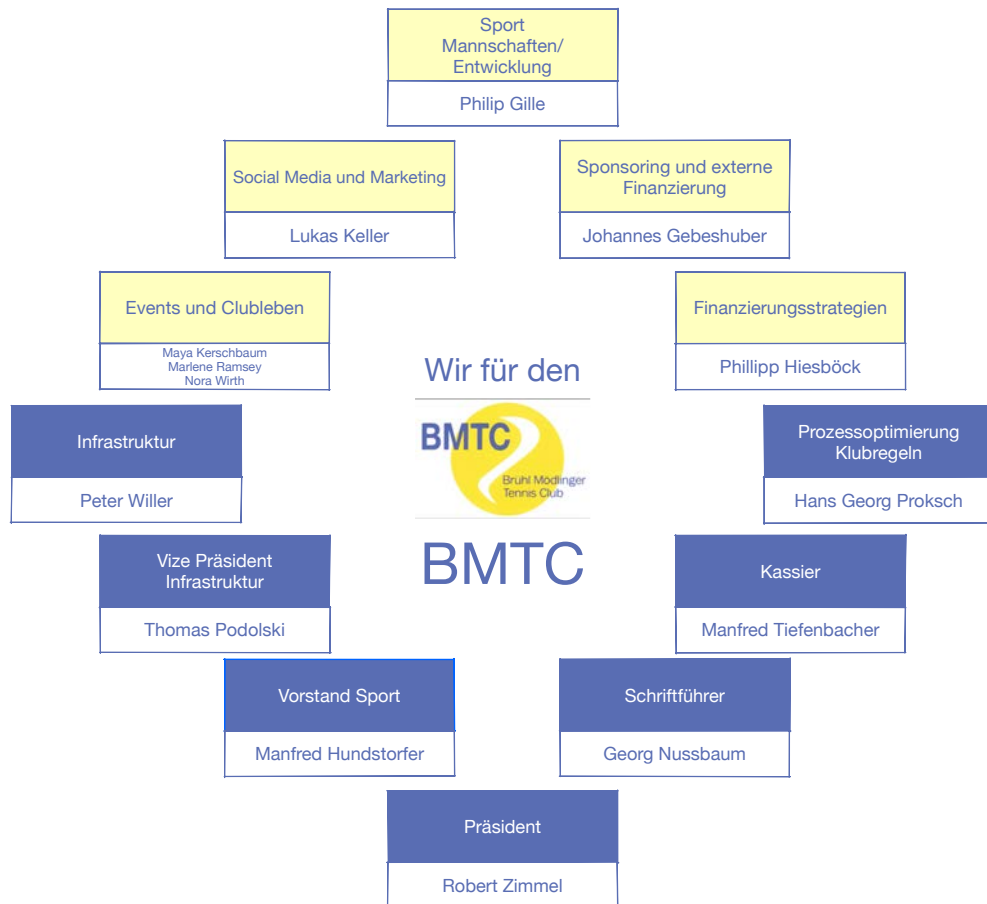 Sport
Mannschaften/
Entwicklung
Philip Gille
Social Media und Marketing
Lukas Keller
Sponsoring und externe
Finanzierung
Johannes Gebeshuber
Events und Clubleben
Maya Kerschbaum
Marlene Ramsey
Nora Wirth
Finanzierungsstrategien
Phillipp Hiesböck
Wir für den
BMTC
Brühl Mödlinger
Tennis Club
BMTC
Infrastruktur
Peter Willer
Prozessoptimierung
Klubregeln
Hans Georg Proksch
Vize Präsident
Infrastruktur
Thomas Podolski
Kassier
Manfred Tiefenbacher
Vorstand Sport
Manfred Hundstorfer
Schriftführer
Georg Nussbaum
Präsident
Robert Zimmel